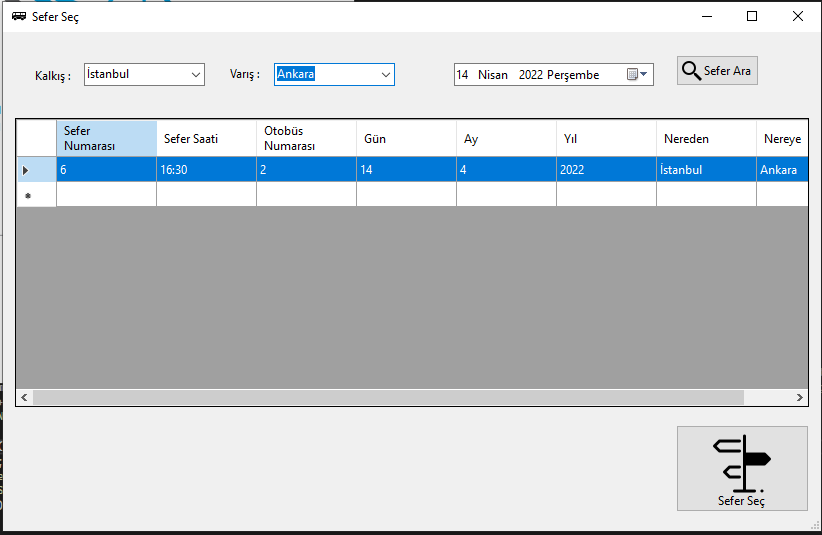 Sefer Seç
Kalkış : İstanbul Varış : Ankara 14 Nisan 2022 Perşembe Sefer Ara
Sefer Numarası Sefer Saati Otobüs Numarası Gün Ay Yıl Nereden Nereye
6 16:30 2 14 4 2022 İstanbul Ankara
Sefer Seç